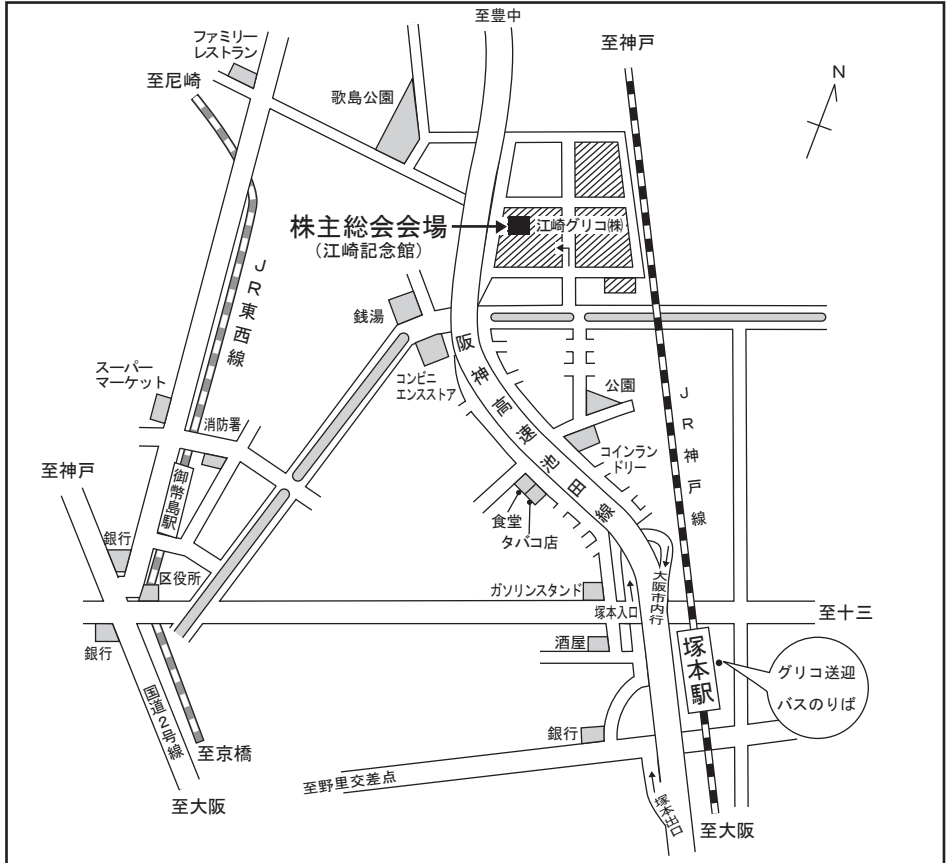 至豊中
ファミリー
レストラン
至神戸
N
至尼崎
歌島公園
株主総会会場
(江崎記念館)
江崎グリコ㈱
JR東西線
銭湯
阪神高速池田線
スーパー
マーケット
コンビニ
エンスストア
公園
JR神戸線
消防署
コインラン
ドリー
至神戸
御幣島駅
食堂
タバコ店
銀行
区役所
ガソリンスタンド
大阪市内行
塚本入口
至十三
銀行
酒屋
塚本駅
グリコ送迎
バスのりば
国道2号線
銀行
至京橋
至野里交差点
至大阪
塚本出口
至大阪